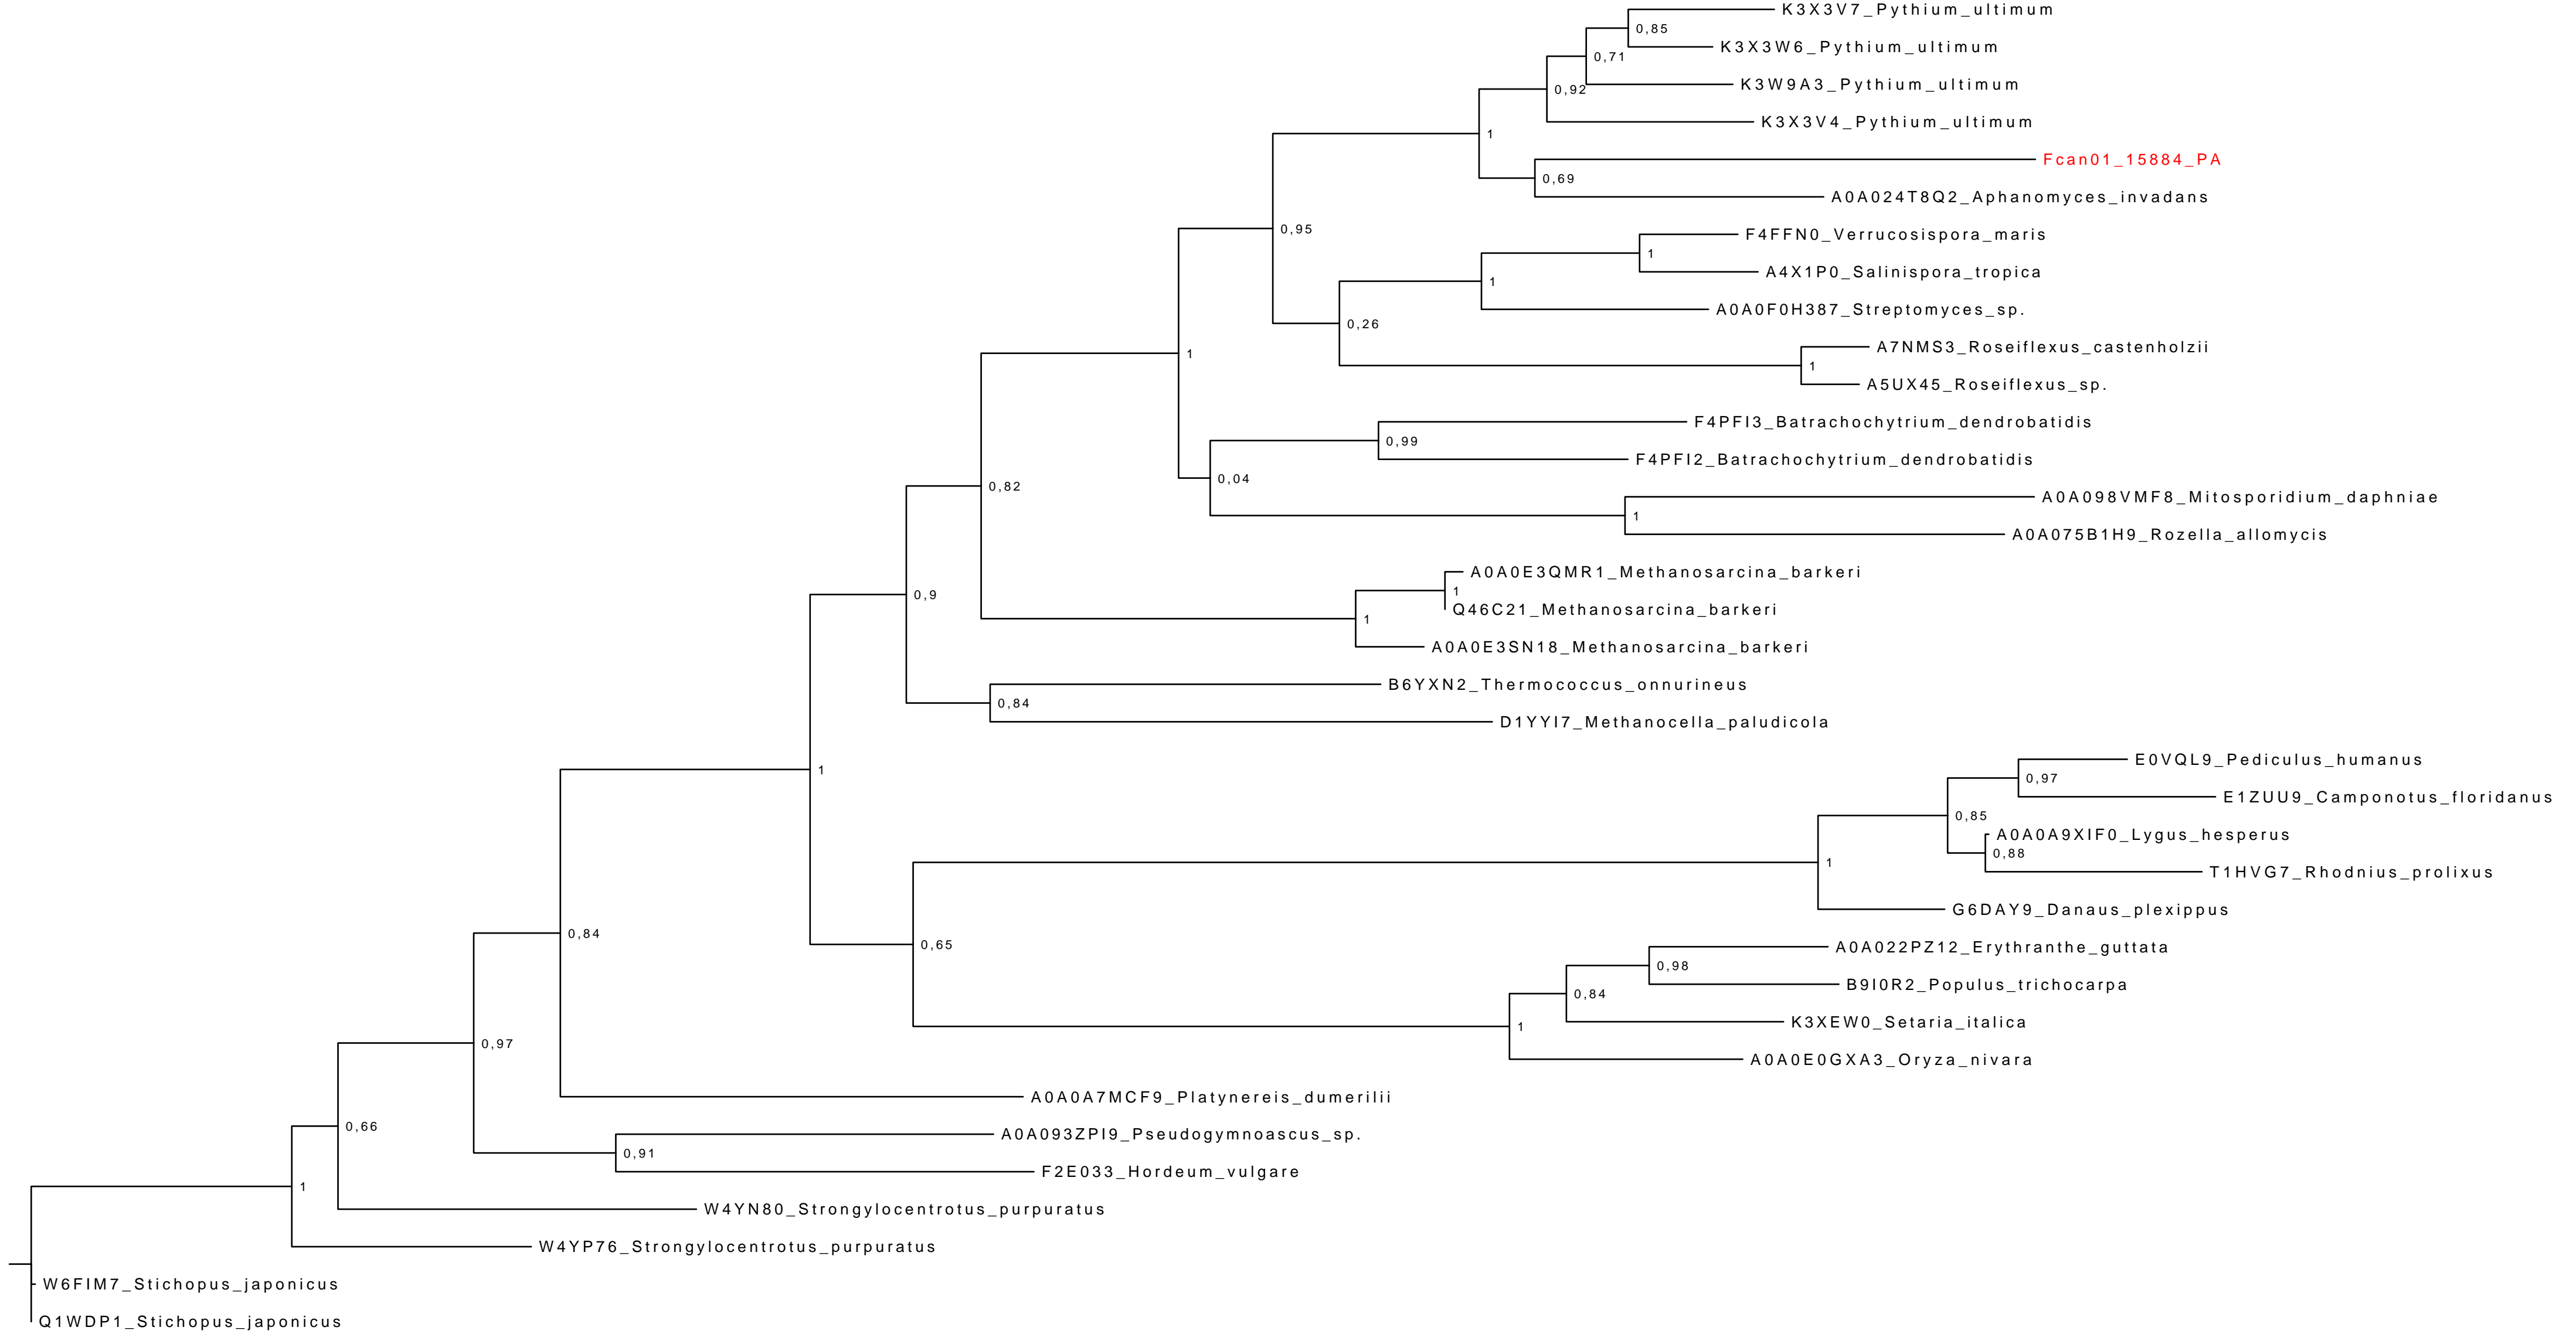 K3X3V7_Pythium_ultimum
0,85
K3X3W6_Pythium_ultimum
0,71
K3W9A3_Pythium_ultimum
0,92
K3X3V4_Pythium_ultimum
1
Fcan01_15884_PA
0,69
A0A024T8Q2_Aphanomyces_invadans
0,95
F4FFN0_Verrucosispora_maris
1
A4X1P0_Salinispora_tropica
1
A0A0F0H387_Streptomyces_sp.
0,26
A7NMS3_Roseiflexus_castenholzii
1
A5UX45_Roseiflexus_sp.
1
F4PFI3_Batrachochytrium_dendrobatidis
0,99
F4PFI2_Batrachochytrium_dendrobatidis
0,04
A0A098VMF8_Mitosporidium_daphniae
1
A0A075B1H9_Rozella_allomycis
0,82
A0A0E3QMR1_Methanosarcina_barkeri
1
Q46C21_Methanosarcina_barkeri
1
A0A0E3SN18_Methanosarcina_barkeri
0,9
B6YXN2_Thermococcus_onnurineus
0,84
D1YYI7_Methanocella_paludicola
1
E0VQL9_Pediculus_humanus
0,97
E1ZUU9_Camponotus_floridanus
0,85
A0A0A9XIF0_Lygus_hesperus
0,88
T1HVG7_Rhodnius_prolixus
1
G6DAY9_Danaus_plexippus
0,65
A0A022PZ12_Erythranthe_guttata
0,98
B9I0R2_Populus_trichocarpa
0,84
K3XEW0_Setaria_italica
1
A0A0E0GXA3_Oryza_nivara
0,84
A0A0A7MCF9_Platynereis_dumerilii
0,97
A0A093ZPI9_Pseudogymnoascus_sp.
0,91
F2E033_Hordeum_vulgare
0,66
W4YN80_Strongylocentrotus_purpuratus
1
W4YP76_Strongylocentrotus_purpuratus
W6FIM7_Stichopus_japonicus
Q1WDP1_Stichopus_japonicus